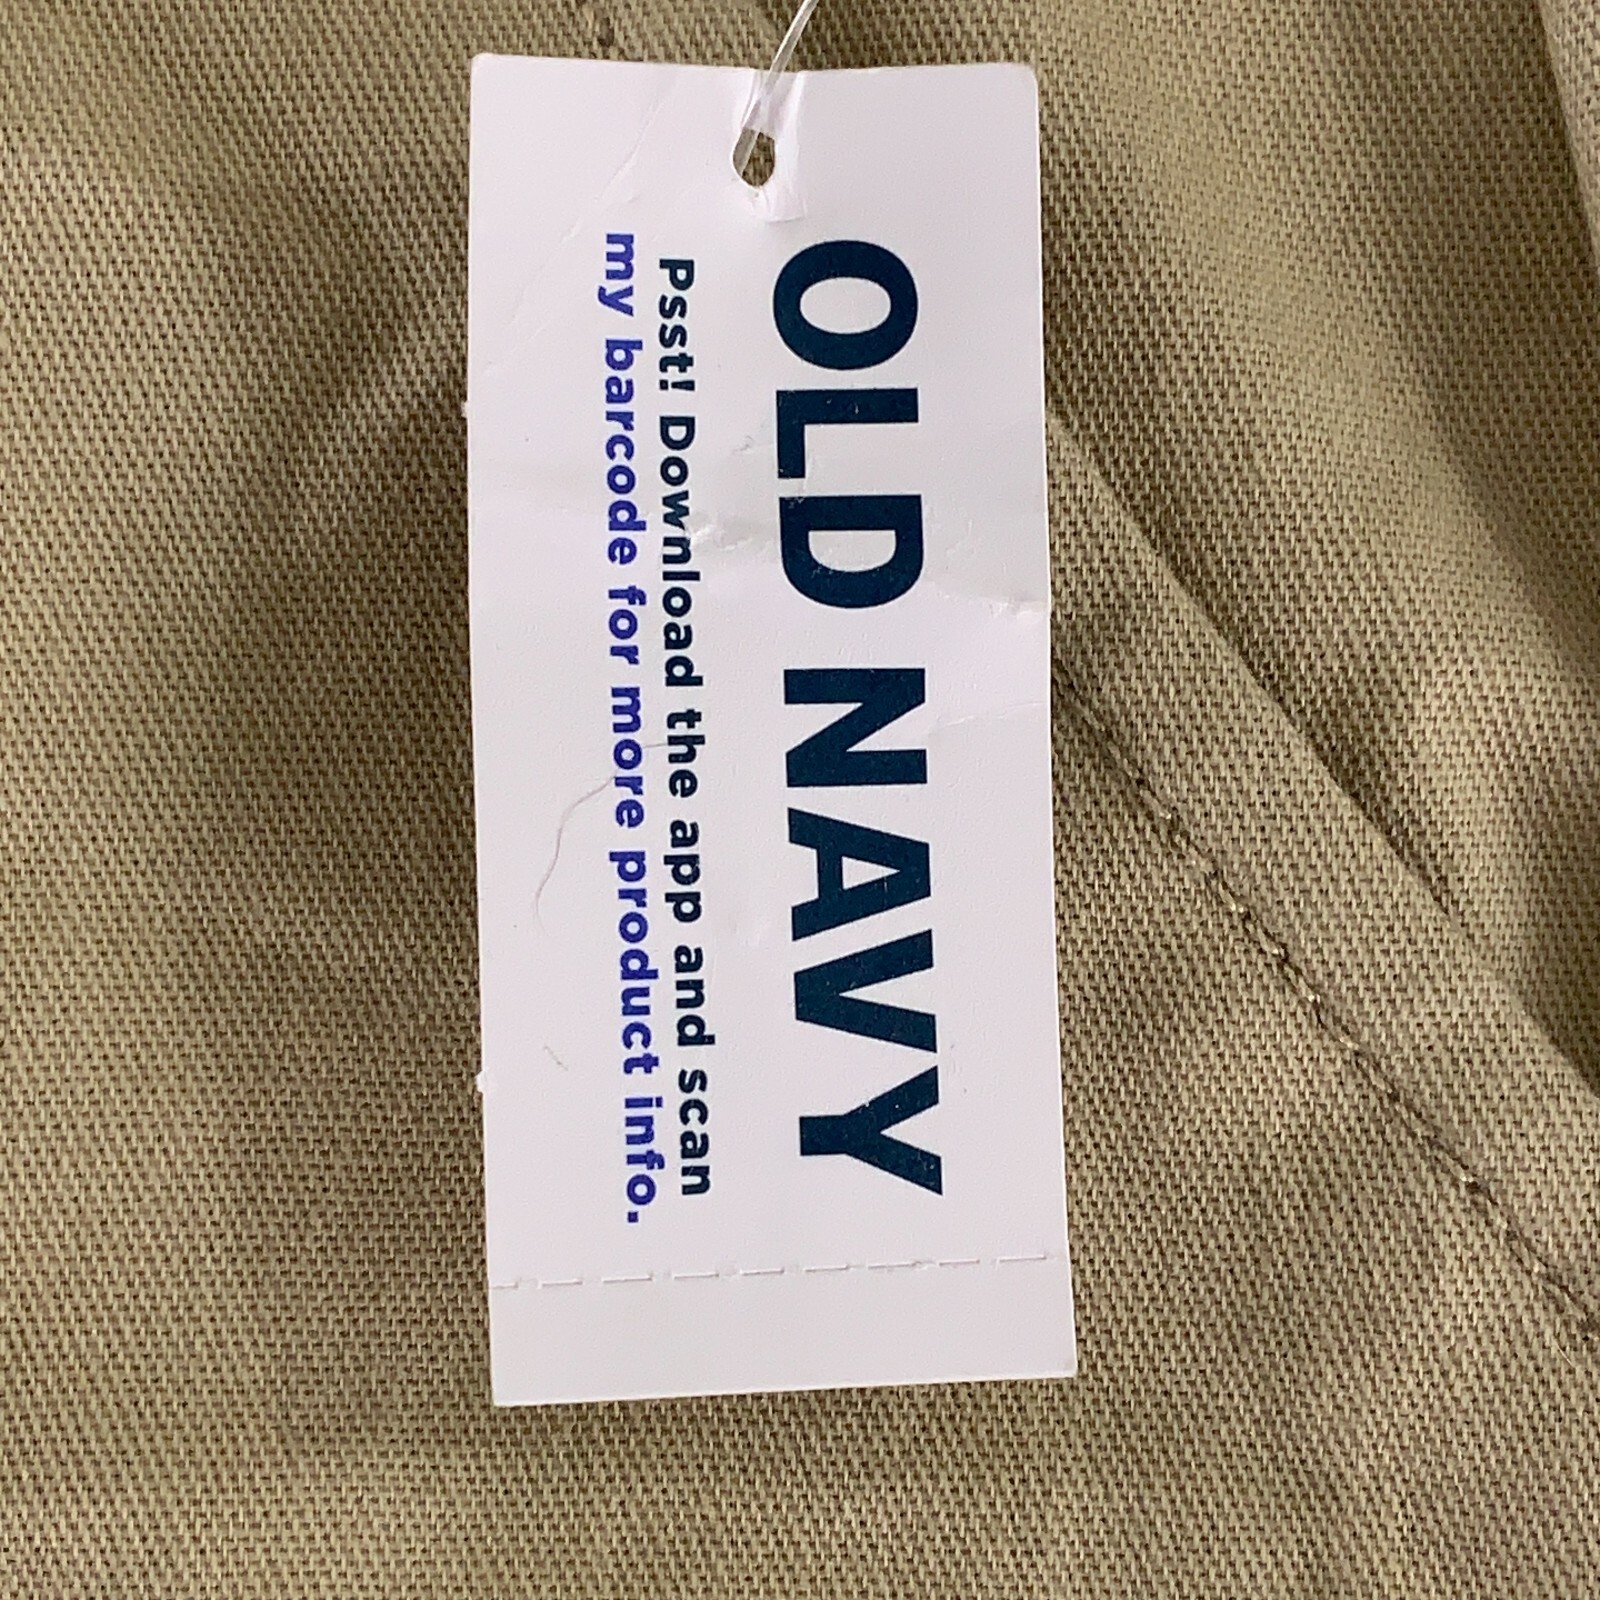 OLD NAVY
Psst! Download the app and scan
my barcode for more product info.